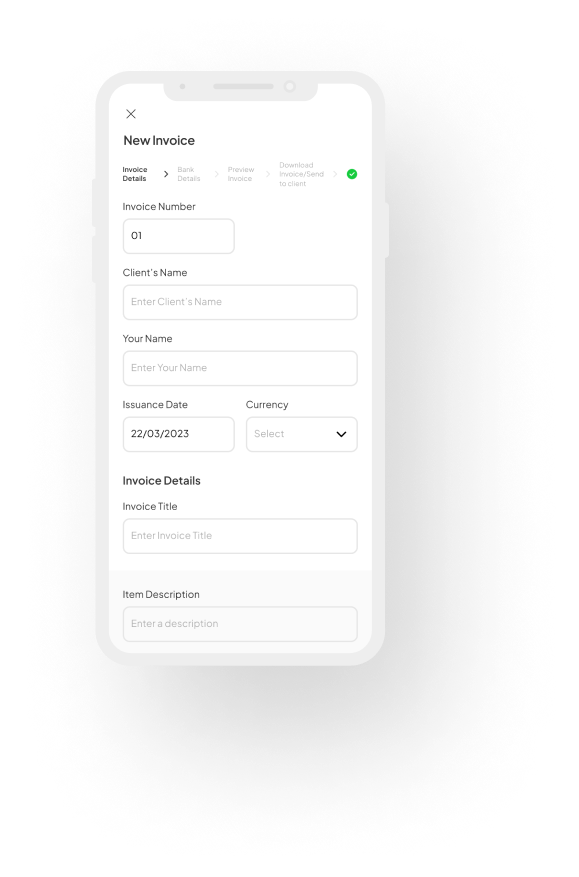 New Invoice
Invoice
Details
Bank
Details
Preview
Invoice
Download
Invoice/Send
to client
Invoice Number
01
Client's Name
Enter Client's Name
Your Name
Enter Your Name
Issuance Date
Currency
22/03/2023
Select
Invoice Details
Invoice Title
Enter Invoice Title
Item Description
Enter a description